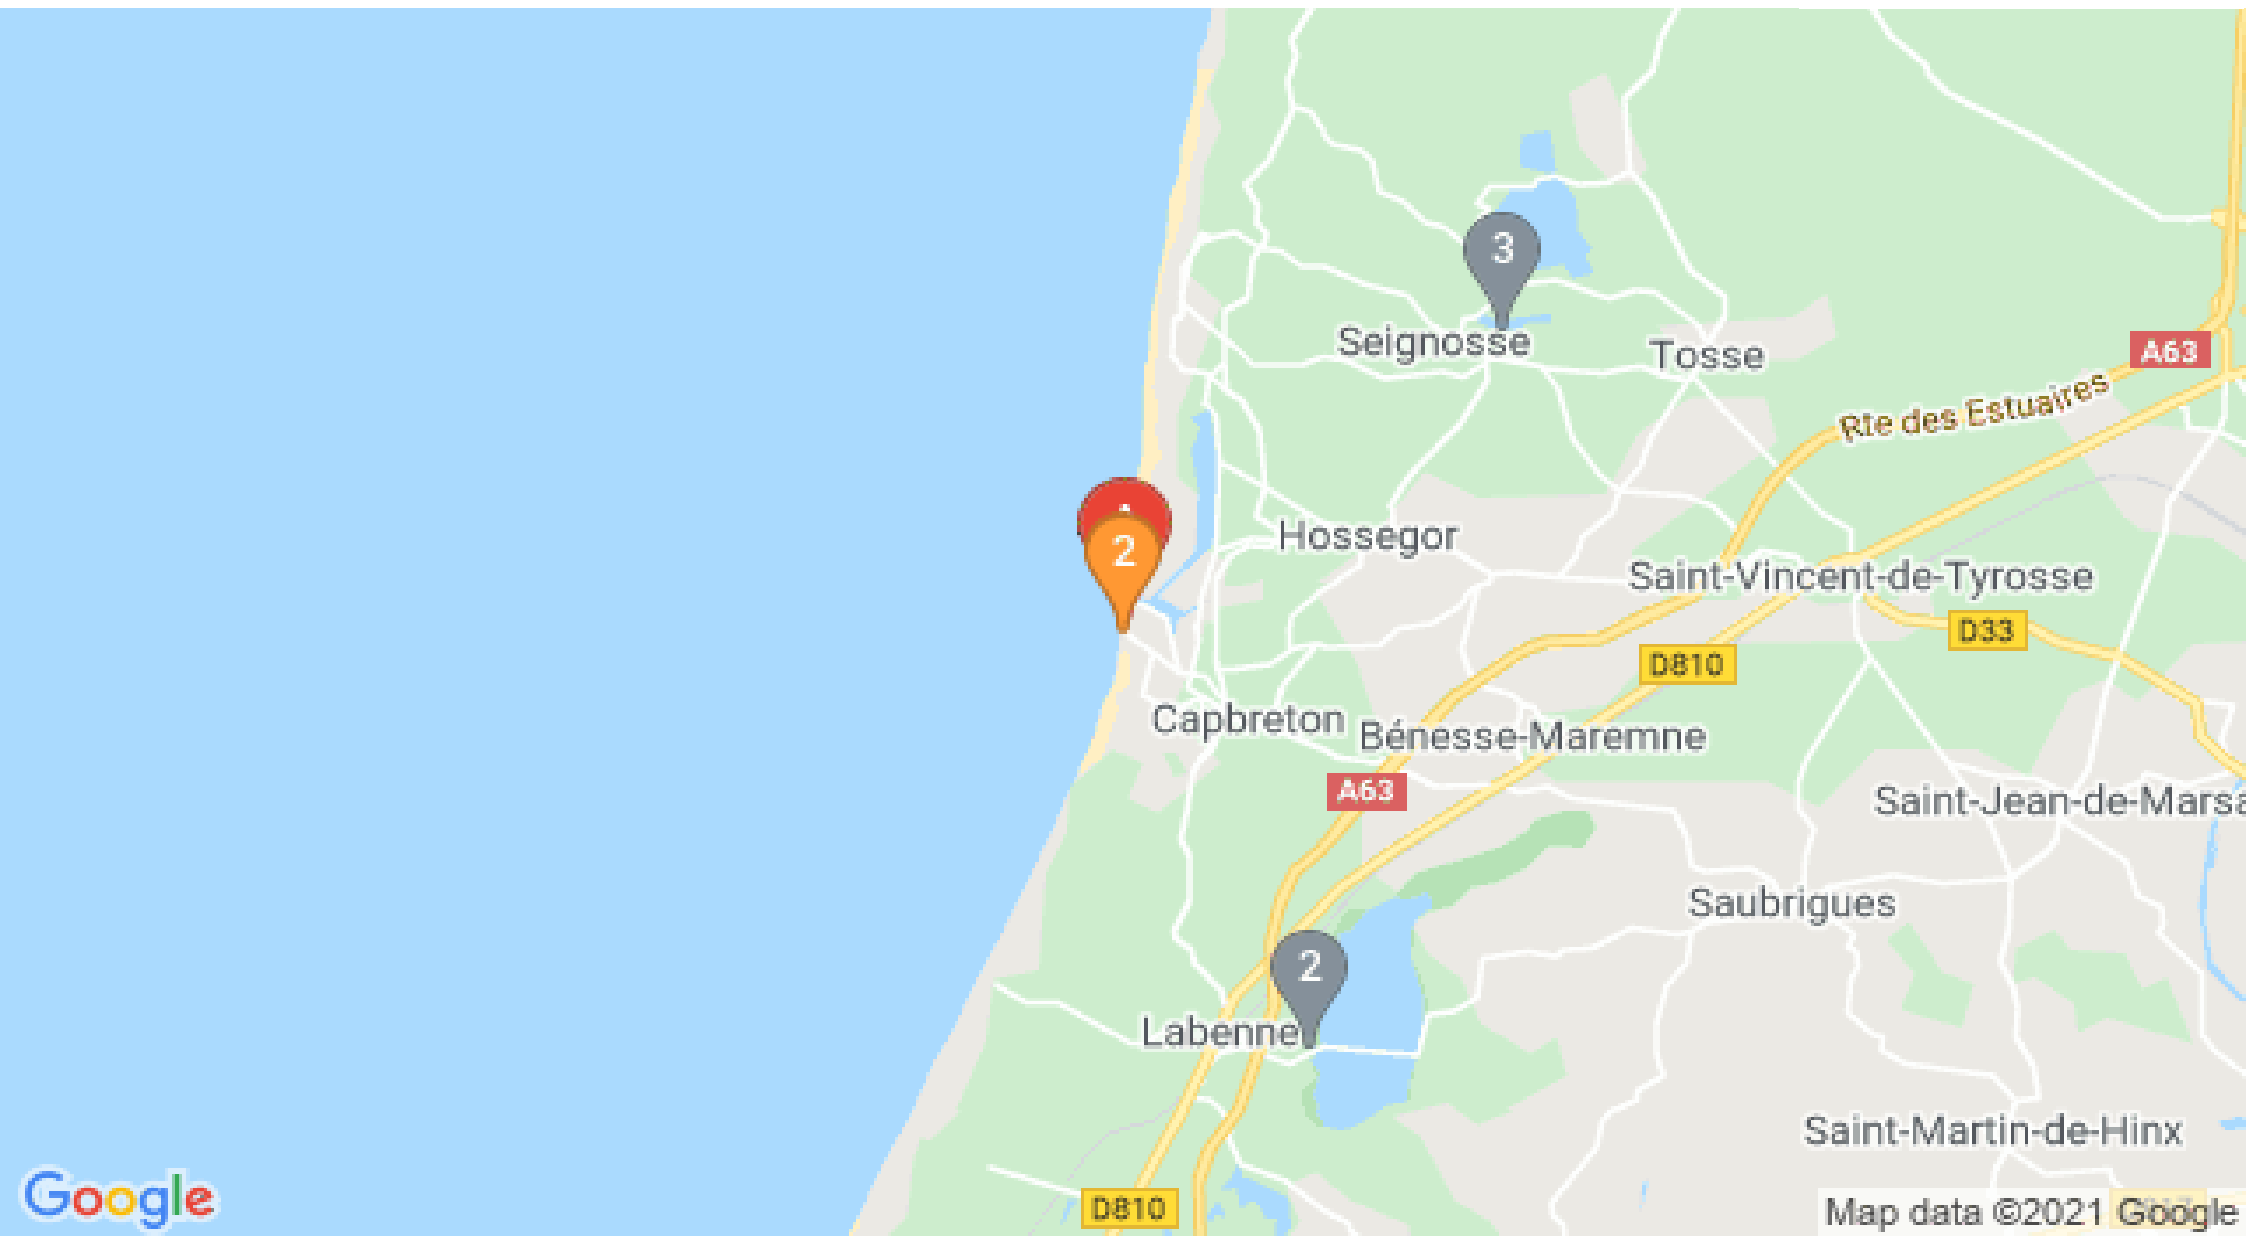 3
Seignosse
Tosse
A63
Rte des Estuaires
2
Hossegor
Saint-Vincent-de-Tyrosse
D33
D810
Capbreton
Bénesse-Maremne
A63
Saint-Jean-de-Marsa
Saubrigues
2
Labenne
Saint-Martin-de-Hinx
Google
D810
Map data ©2021 Google